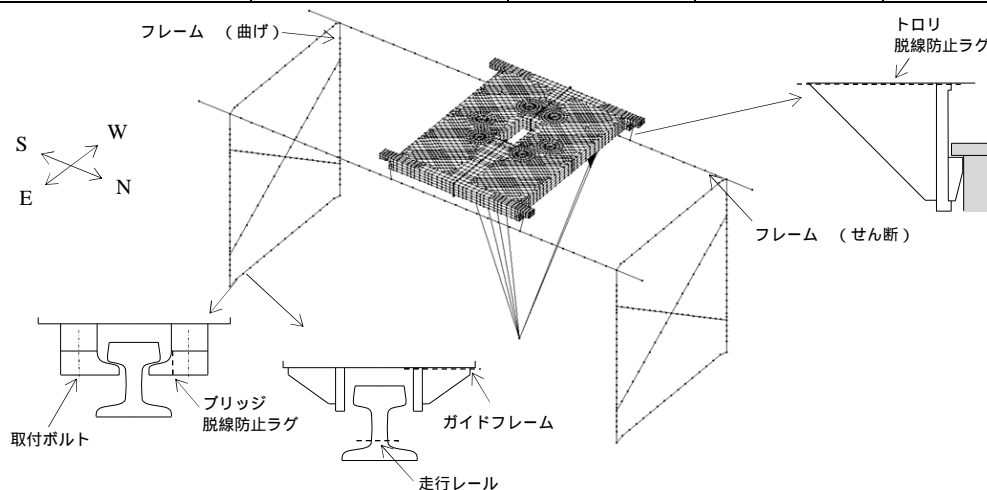 フレーム （曲げ）
トロリ
脱線防止ラグ
W
S
E
N
フレーム （せん断）
ブリッジ
脱線防止ラグ
取付ボルト
ガイドフレーム
走行レール